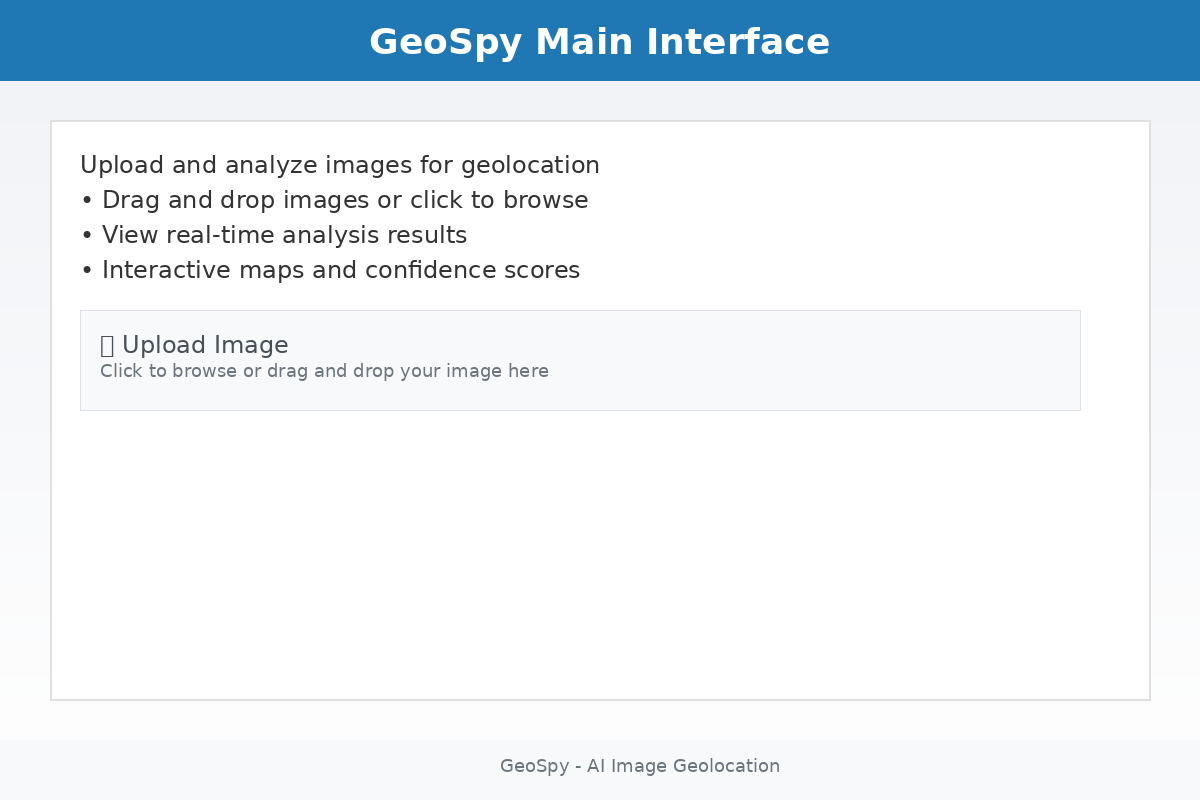 GeoSpy Main Interface
Upload and analyze images for geolocation
• Drag and drop images or click to browse
• View real-time analysis results
• Interactive maps and confidence scores
Upload Image
Click to browse or drag and drop your image here
GeoSpy - AI Image Geolocation